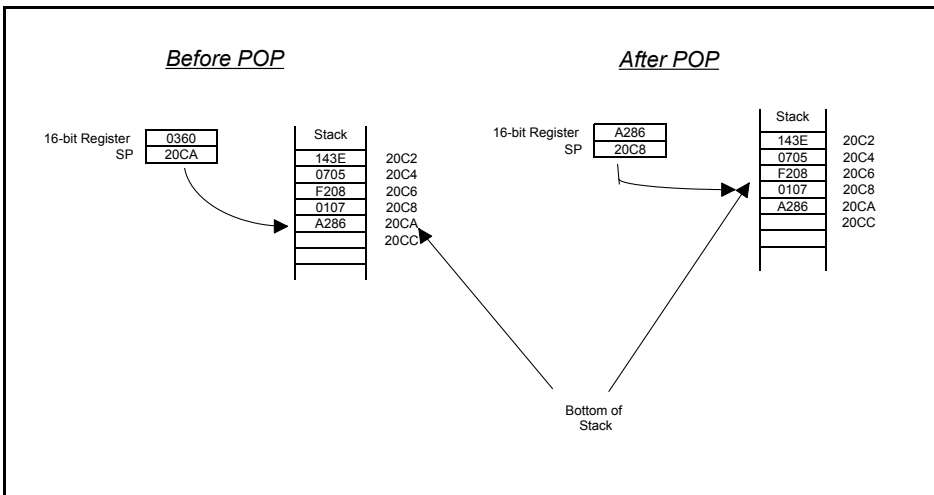 Before POP
After POP
16-bit Register 0360
SP 20CA
Stack
143E 20C2
0705 20C4
F208 20C6
0107 20C8
A286 20CA
20CC
16-bit Register A286
SP 20C8
Stack
143E 20C2
0705 20C4
F208 20C6
0107 20C8
A286 20CA
20CC
Bottom of
Stack